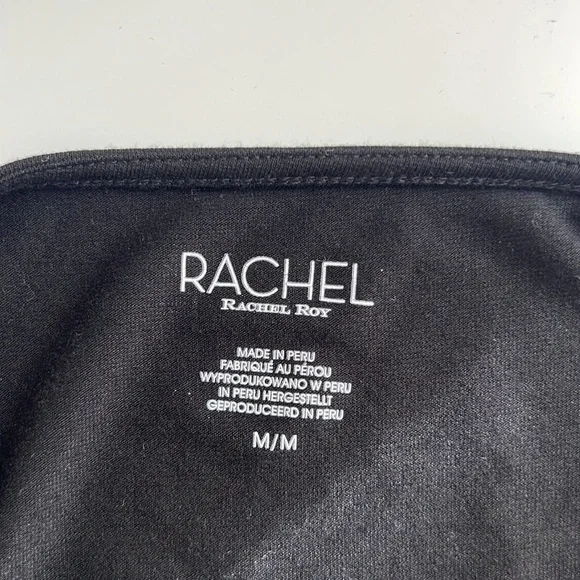 RACHEL
RACHEL ROY
MADE IN PERU
FABRIQUÉ AU PÉROU
WYPRODUKOWANO W PERU
IN PERU HERGESTELLT
GEPRODUCEERD IN PERU
M/M